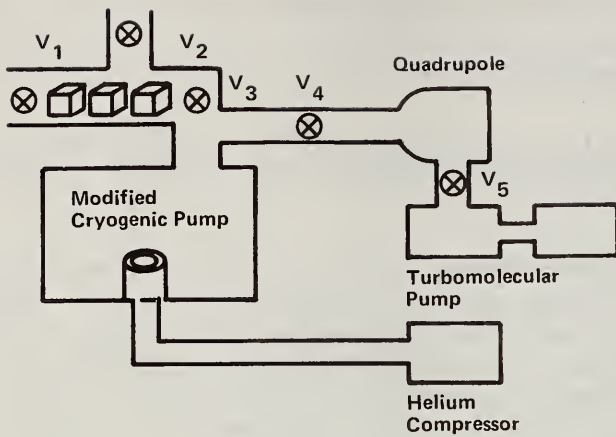 V1
V2
V3
V4
Quadrupole
V5
Modified
Cryogenic Pump
Turbomolecular
Pump
Helium
Compressor